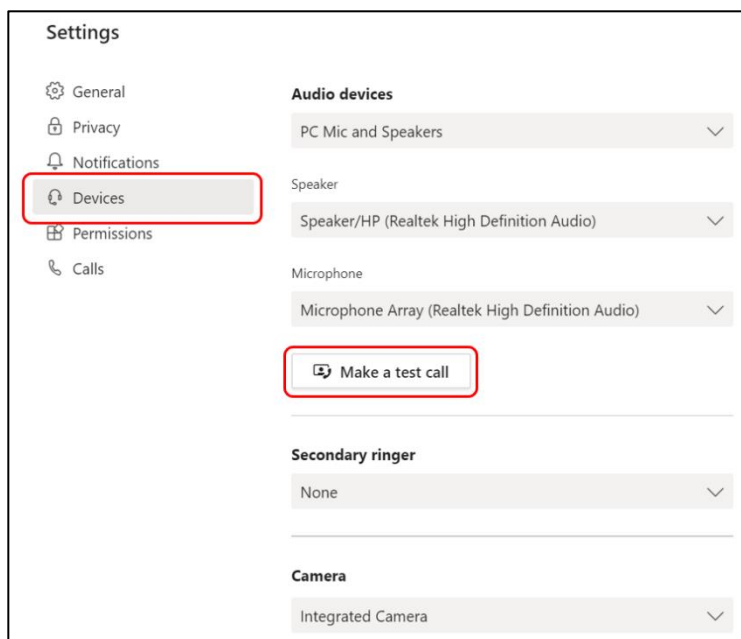 Settings
General
Privacy
Notifications
Devices
Permissions
Calls
Audio devices
PC Mic and Speakers
Speaker
Speaker/HP (Realtek High Definition Audio)
Microphone
Microphone Array (Realtek High Definition Audio)
Make a test call
Secondary ringer
None
Camera
Integrated Camera